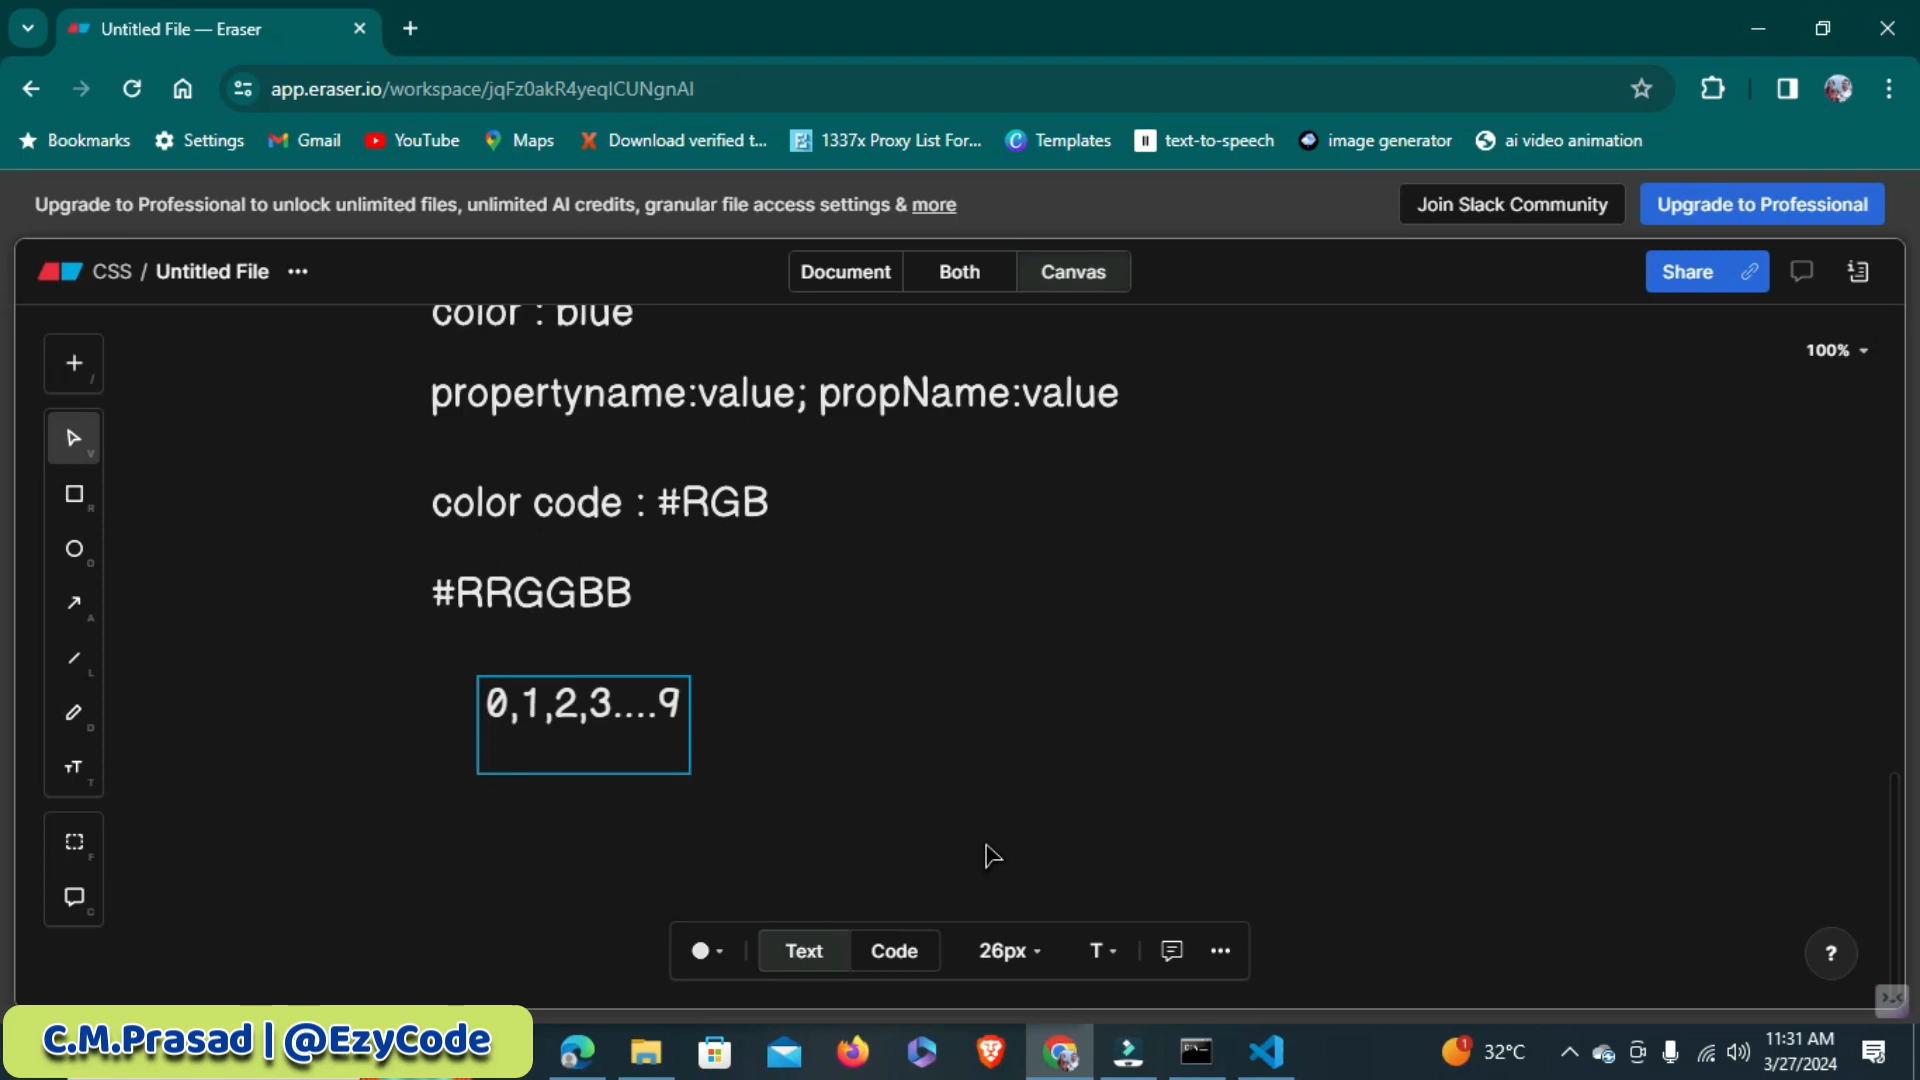 Untitled File — Eraser
app.eraser.io/workspace/jqFz0akR4yeqICUNgnAI
Bookmarks Settings Gmail YouTube Maps Download verified t... 1337x Proxy List For... Templates text-to-speech image generator ai video animation
Upgrade to Professional to unlock unlimited files, unlimited AI credits, granular file access settings & more
Join Slack Community Upgrade to Professional
CSS / Untitled File
Document Both Canvas
Share
color : blue
100%
/
propertyname:value; propName:value
V
color code : #RGB
R
O
#RRGGBB
A
L
0,1,2,3....9
D
T
F
C
Text Code 26px T
?
C.M.Prasad | @EzyCode
1
32°C
11:31 AM
3/27/2024